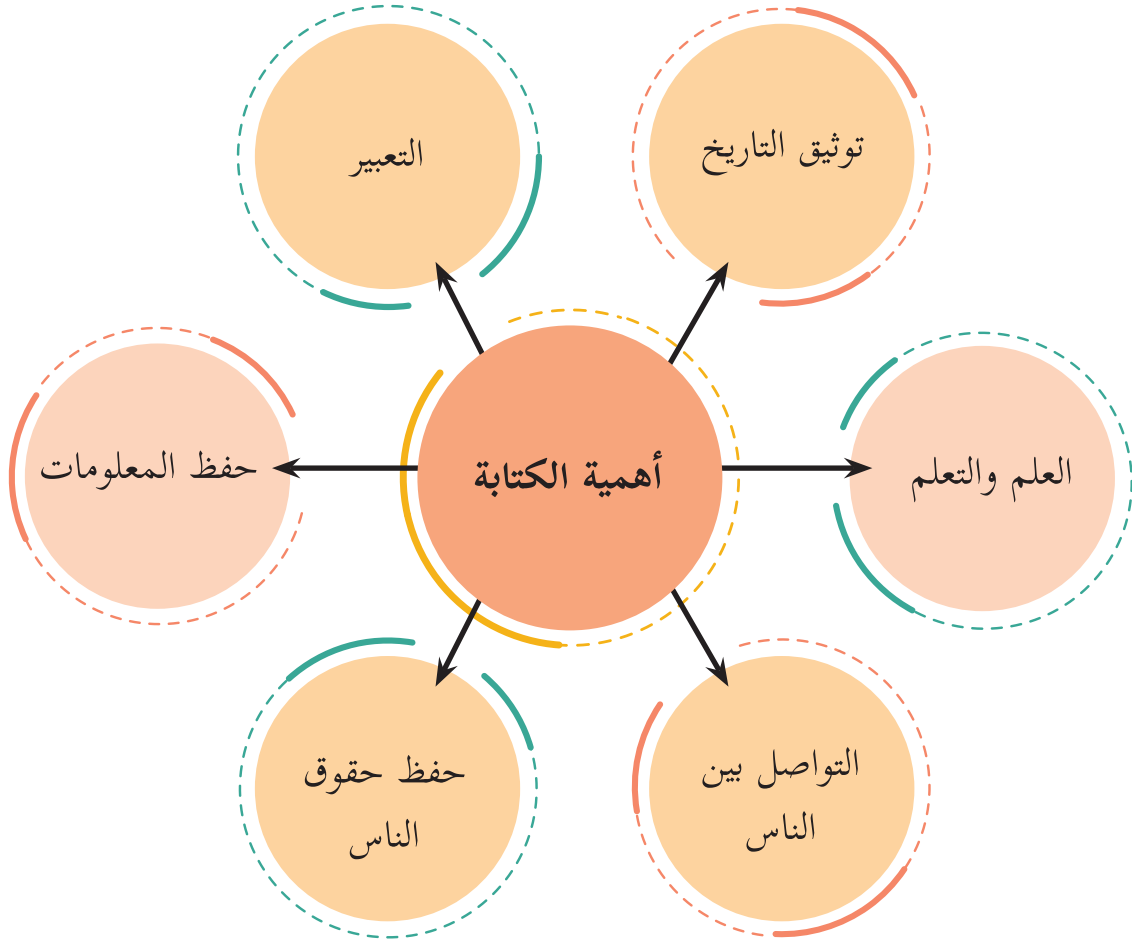 توثيق التاريخ
التعبير
العلم والتعلم
أهمية الكتابة
حفظ المعلومات
التواصل بين
الناس
حفظ حقوق
الناس